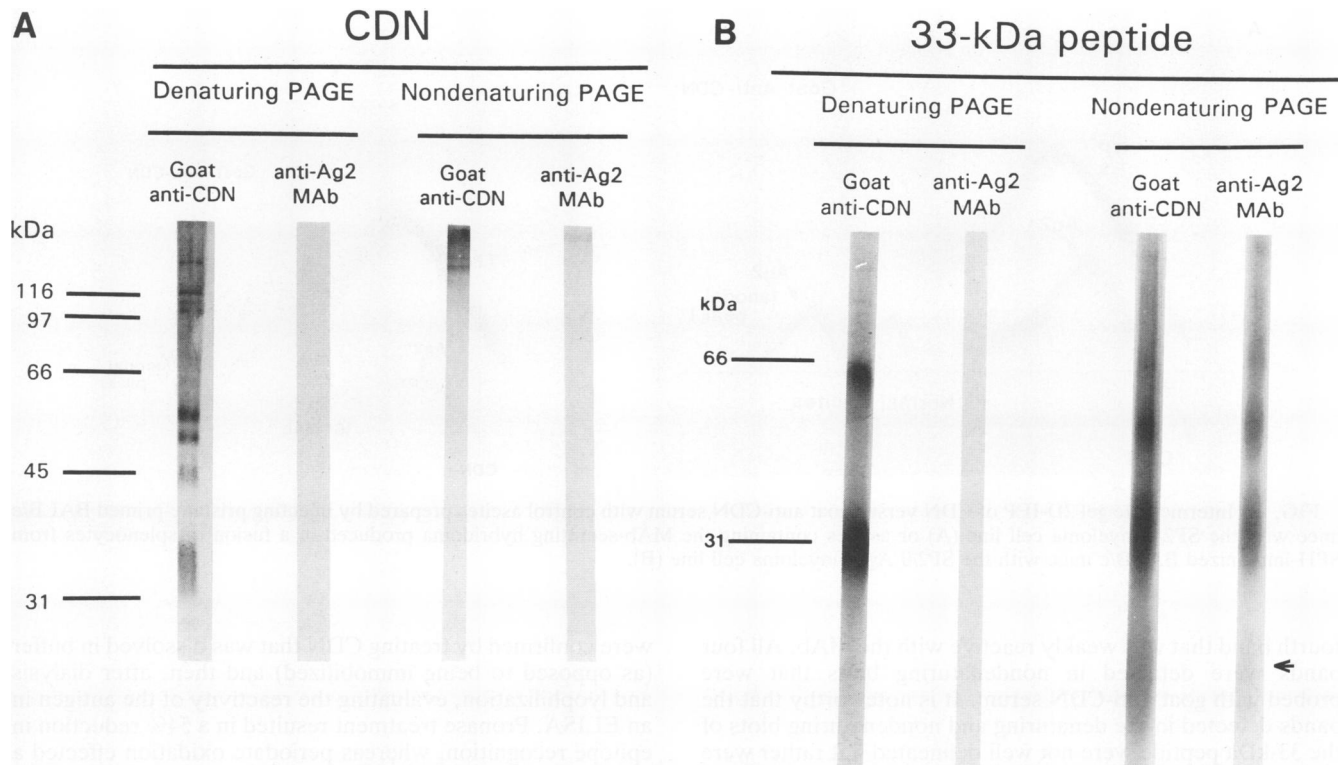 A
CDN
Denaturing PAGE
Nondenaturing PAGE
Goat anti-CDN
anti-Ag2 MAb
Goat anti-CDN
anti-Ag2 MAb
kDa
116
97
66
45
31
B
33-kDa peptide
Denaturing PAGE
Nondenaturing PAGE
Goat anti-CDN
anti-Ag2 MAb
Goat anti-CDN
anti-Ag2 MAb
kDa
66
31